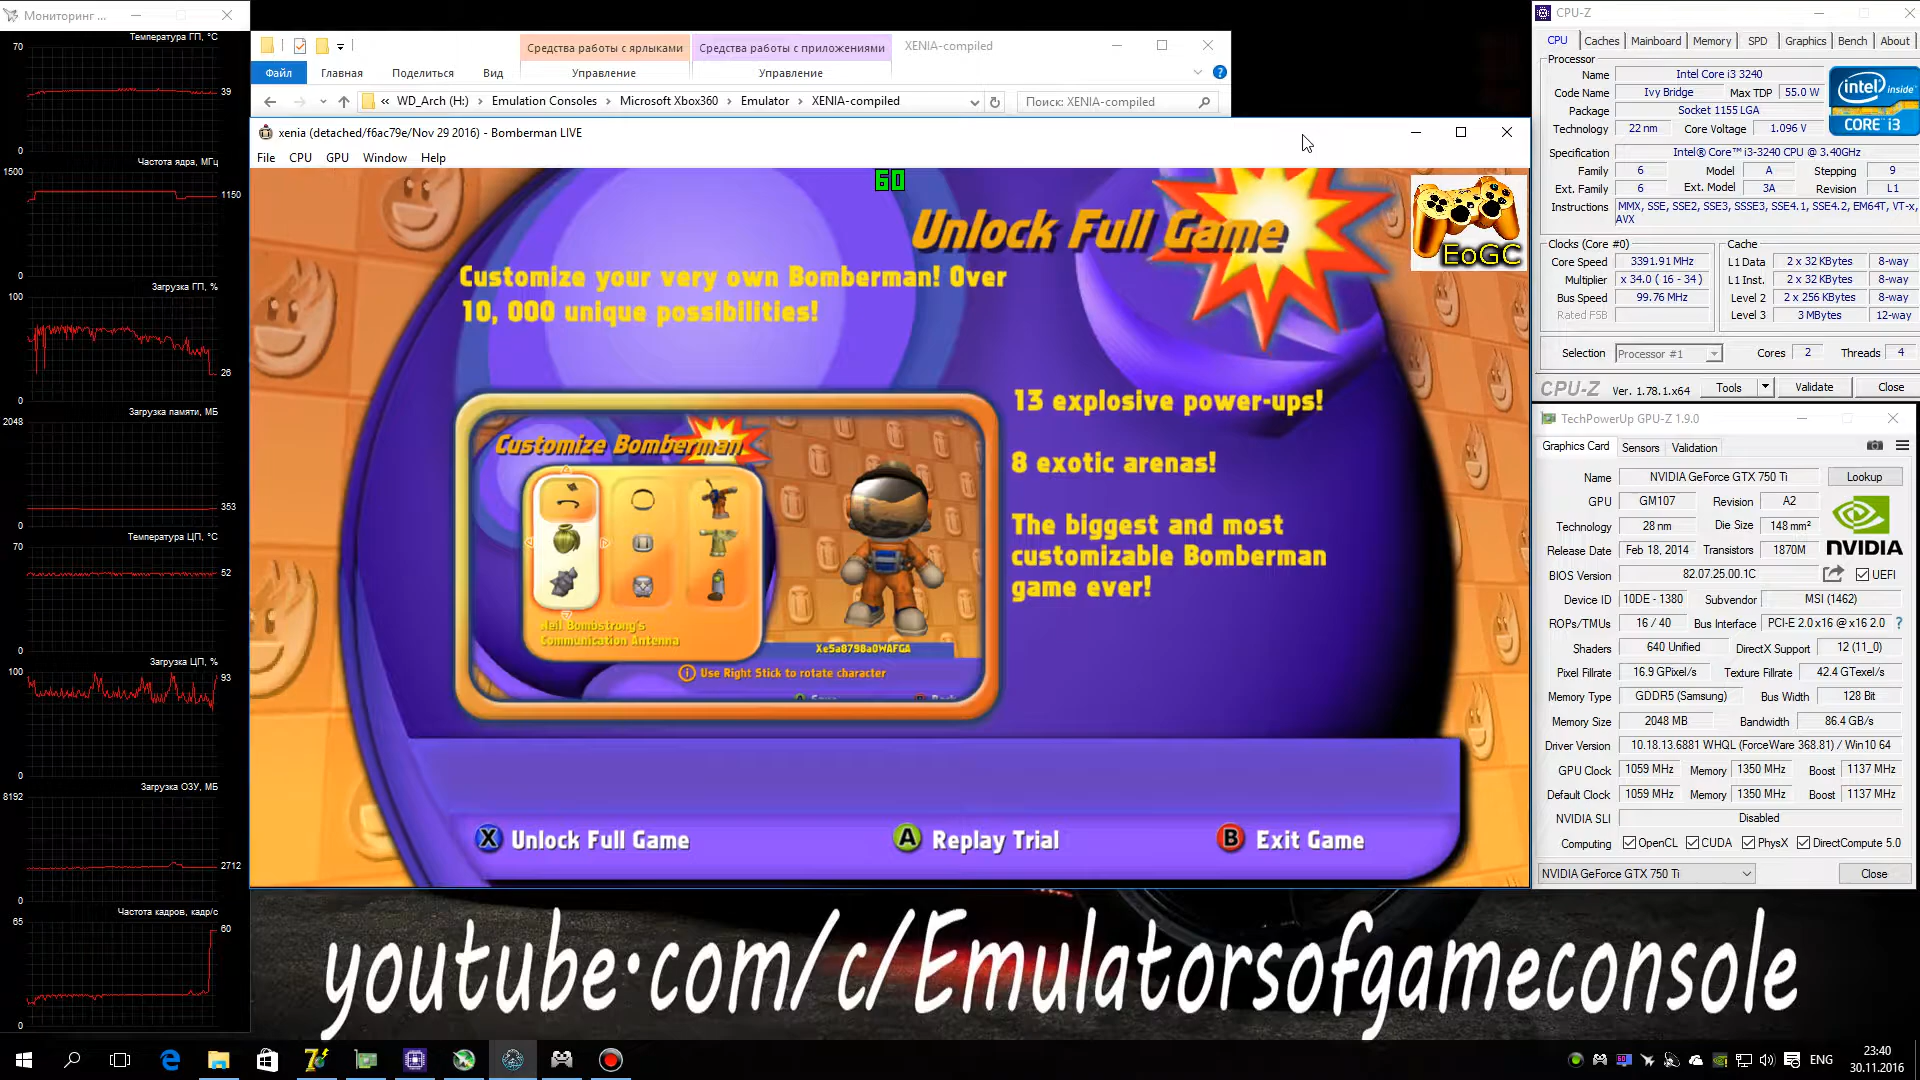 Мониторинг ...
Температура ГП, °C
70
39
0
Частота ядра, МГц
1500
1150
0
Загрузка ГП, %
100
26
0
Загрузка памяти, МБ
2048
353
0
Температура ЦП, °C
70
52
0
Загрузка ЦП, %
100
93
0
Загрузка ОЗУ, МБ
8192
2712
0
Частота кадров, кадр/с
65
60
0
Средства работы с ярлыками
Средства работы с приложениями
XENIA-compiled
Файл
Главная
Поделиться
Вид
Управление
Управление
« WD_Arch (H:) › Emulation Consoles › Microsoft Xbox360 › Emulator › XENIA-compiled
Поиск: XENIA-compiled
xenia (detached/f6ac79e/Nov 29 2016) - Bomberman LIVE
File CPU GPU Window Help
60
Unlock Full Game
EoGC
Customize your very own Bomberman! Over
10, 000 unique possibilities!
Customize Bomberman
Neil Bombstrong's
Communication Antenna
Xe5a8798a0WAFGA
Use Right Stick to rotate character
13 explosive power-ups!
8 exotic arenas!
The biggest and most
customizable Bomberman
game ever!
X Unlock Full Game
A Replay Trial
B Exit Game
youtube.com/c/Emulatorsofgameconsole
CPU-Z
CPU Caches Mainboard Memory SPD Graphics Bench About
Processor
Name Intel Core i3 3240
Code Name Ivy Bridge Max TDP 55.0 W
Package Socket 1155 LGA
Technology 22 nm Core Voltage 1.096 V
intel inside™
CORE i3
Specification Intel® Core™ i3-3240 CPU @ 3.40GHz
Family 6 Model A Stepping 9
Ext. Family 6 Ext. Model 3A Revision L1
Instructions MMX, SSE, SSE2, SSE3, SSSE3, SSE4.1, SSE4.2, EM64T, VT-x,
AVX
Clocks (Core #0)
Core Speed 3391.91 MHz
Multiplier x 34.0 ( 16 - 34 )
Bus Speed 99.76 MHz
Rated FSB
Cache
L1 Data 2 x 32 KBytes 8-way
L1 Inst. 2 x 32 KBytes 8-way
Level 2 2 x 256 KBytes 8-way
Level 3 3 MBytes 12-way
Selection Processor #1 Cores 2 Threads 4
CPU-Z Ver. 1.78.1.x64 Tools Validate Close
TechPowerUp GPU-Z 1.9.0
Graphics Card Sensors Validation
Name NVIDIA GeForce GTX 750 Ti Lookup
GPU GM107 Revision A2
Technology 28 nm Die Size 148 mm²
Release Date Feb 18, 2014 Transistors 1870M
NVIDIA
BIOS Version 82.07.25.00.1C UEFI
Device ID 10DE - 1380 Subvendor MSI (1462)
ROPs/TMUs 16 / 40 Bus Interface PCI-E 2.0 x16 @ x16 2.0 ?
Shaders 640 Unified DirectX Support 12 (11_0)
Pixel Fillrate 16.9 GPixel/s Texture Fillrate 42.4 GTexel/s
Memory Type GDDR5 (Samsung) Bus Width 128 Bit
Memory Size 2048 MB Bandwidth 86.4 GB/s
Driver Version 10.18.13.6881 WHQL (ForceWare 368.81) / Win10 64
GPU Clock 1059 MHz Memory 1350 MHz Boost 1137 MHz
Default Clock 1059 MHz Memory 1350 MHz Boost 1137 MHz
NVIDIA SLI Disabled
Computing OpenCL CUDA PhysX DirectCompute 5.0
NVIDIA GeForce GTX 750 Ti Close
ENG
23:40
30.11.2016